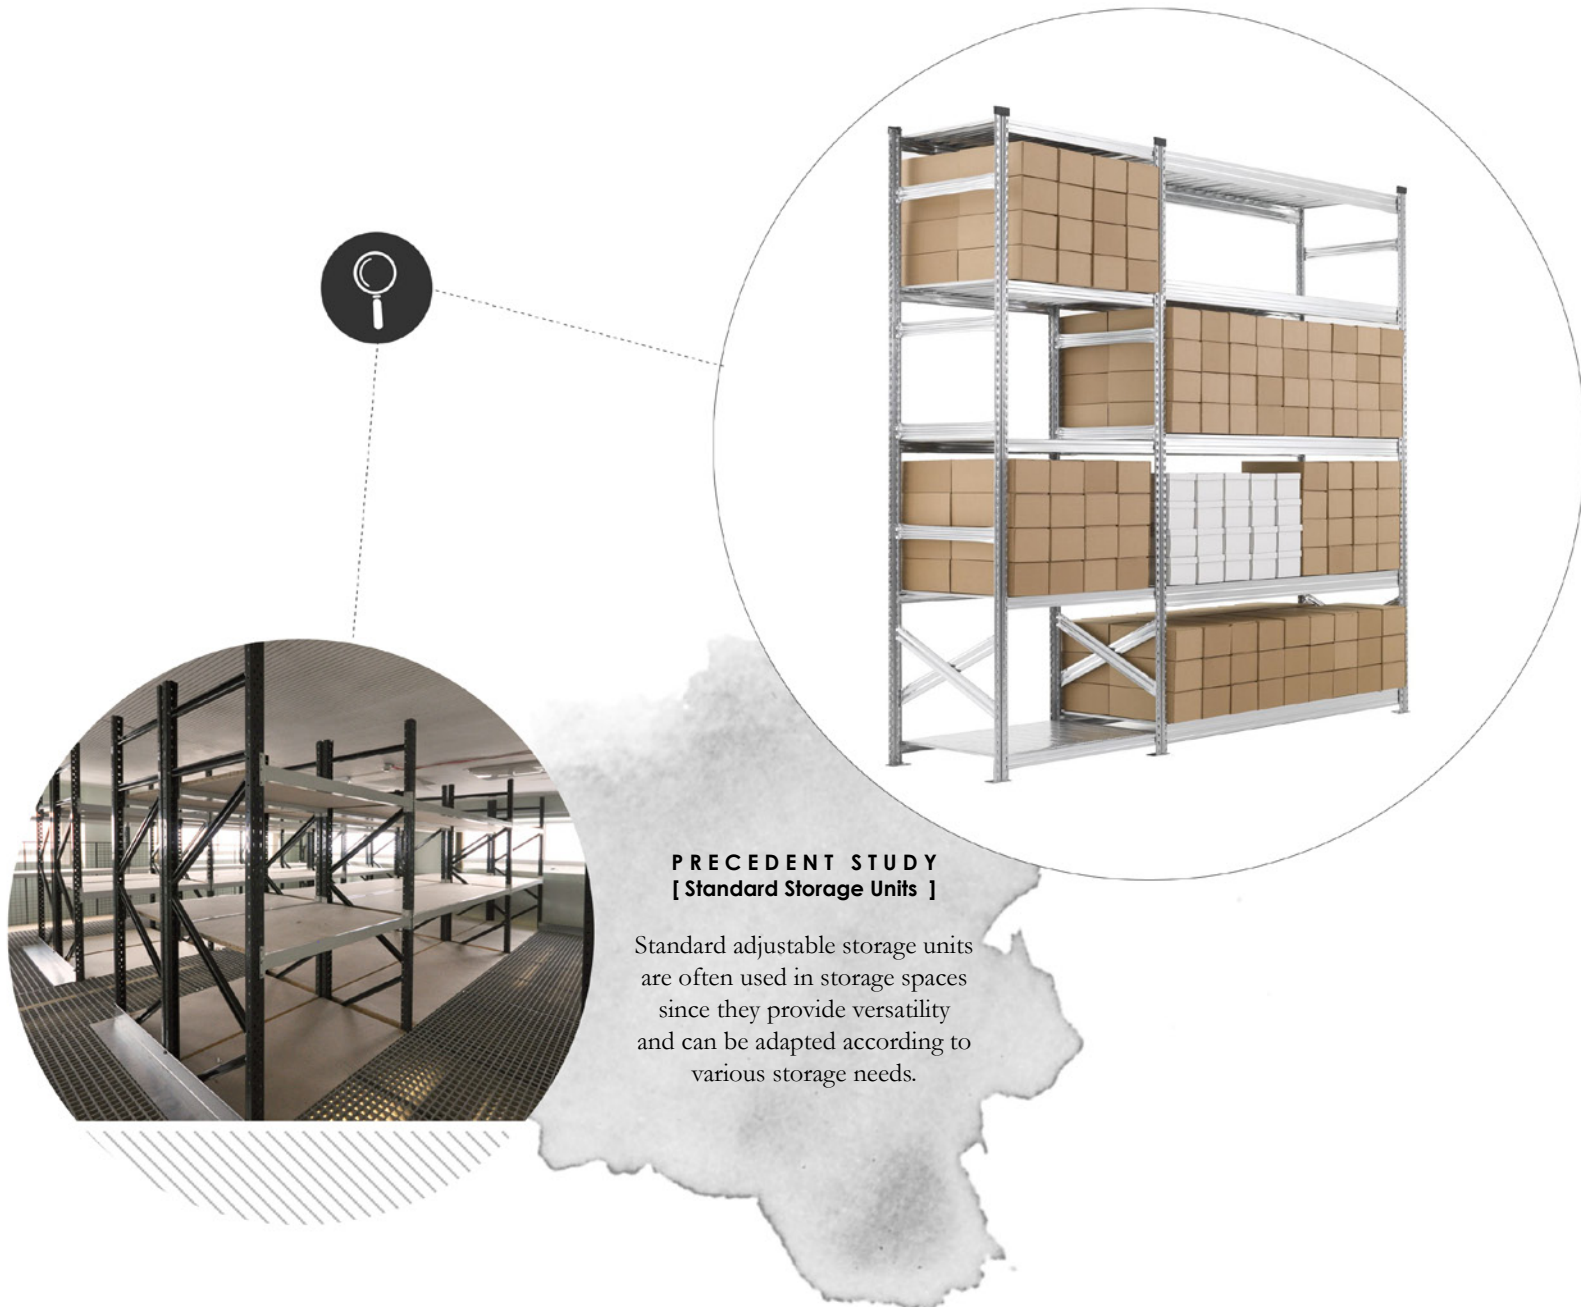 PRECEDENT STUDY
[ Standard Storage Units ]
Standard adjustable storage units
are often used in storage spaces
since they provide versatility
and can be adapted according to
various storage needs.